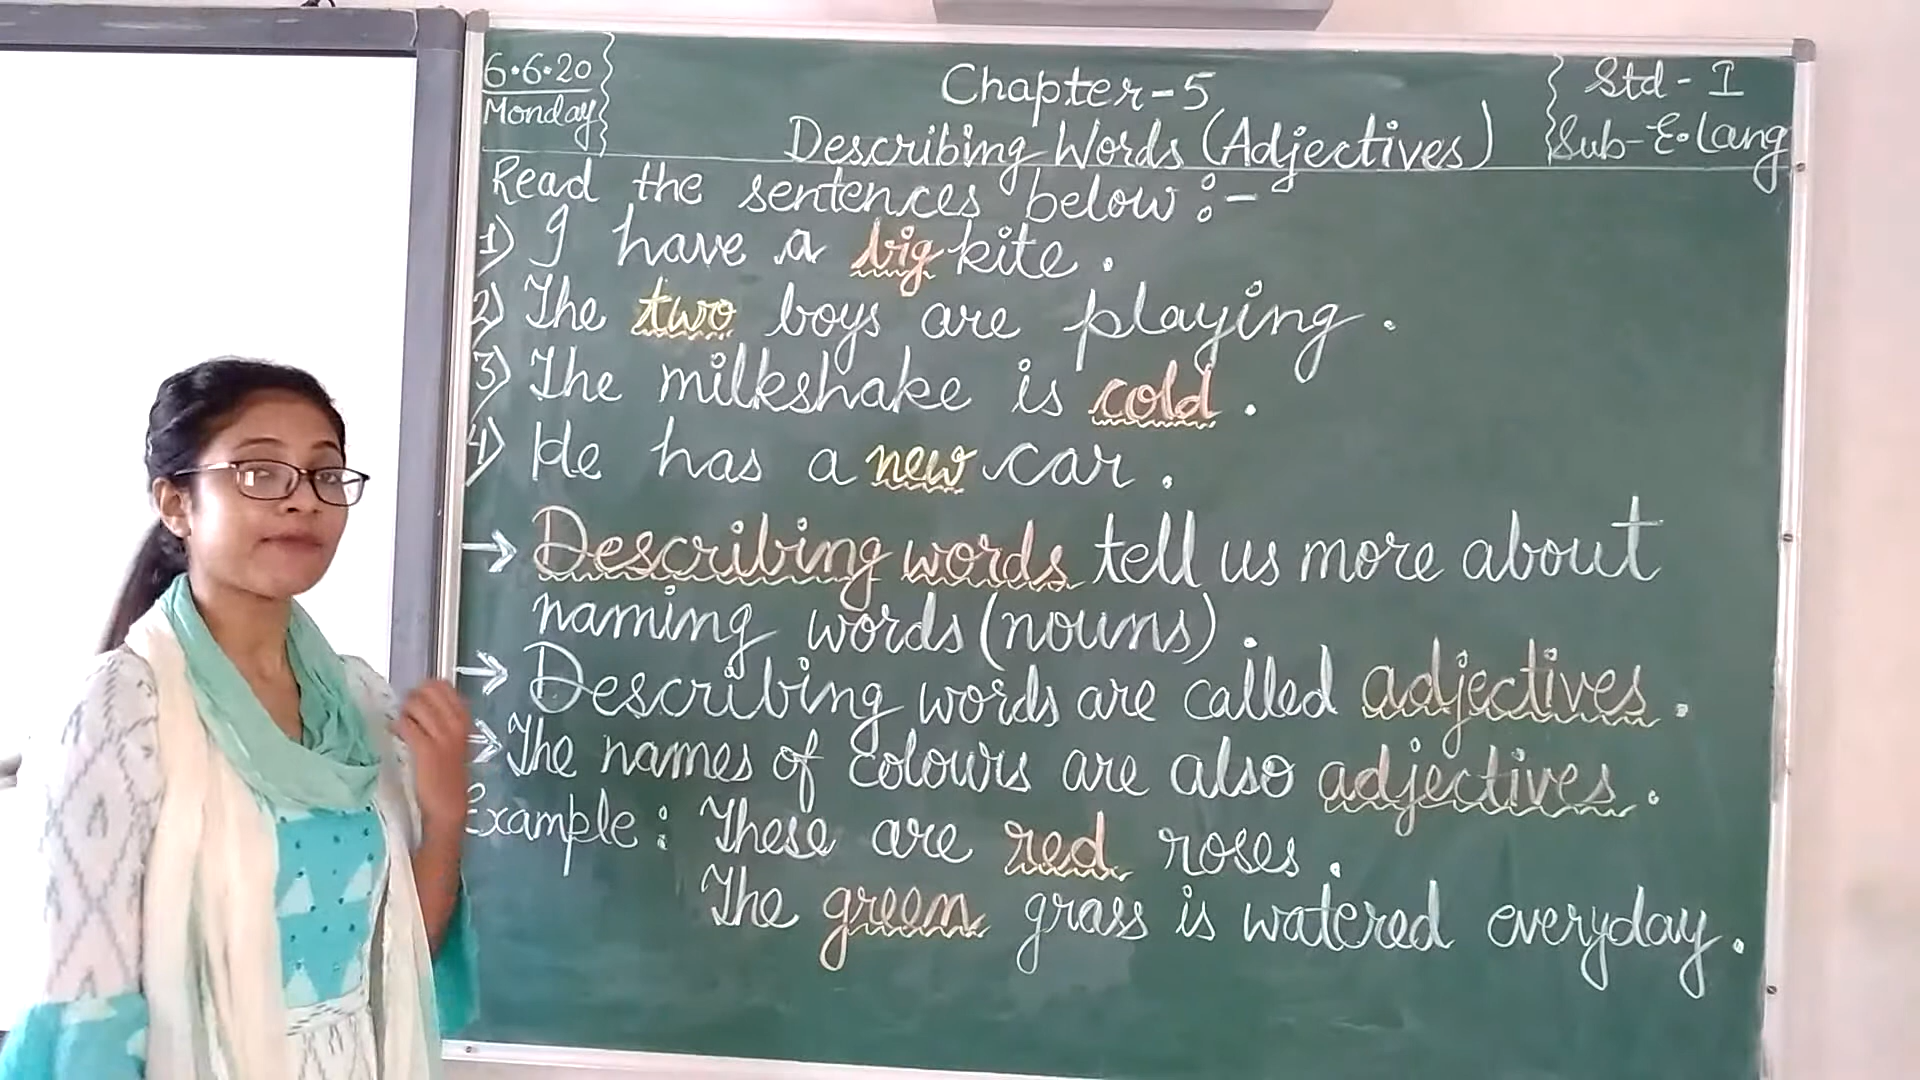 6.6.20
Monday
Chapter-5
Describing Words (Adjectives)
Std - I
Sub-E.Lang
Read the sentences below :-
1) I have a big kite.
2) The two boys are playing.
3) The milkshake is cold.
4) He has a new car.
→ Describing words tell us more about
naming words (nouns).
→ Describing words are called adjectives.
→ The names of colours are also adjectives.
Example : These are red roses.
The green grass is watered everyday.